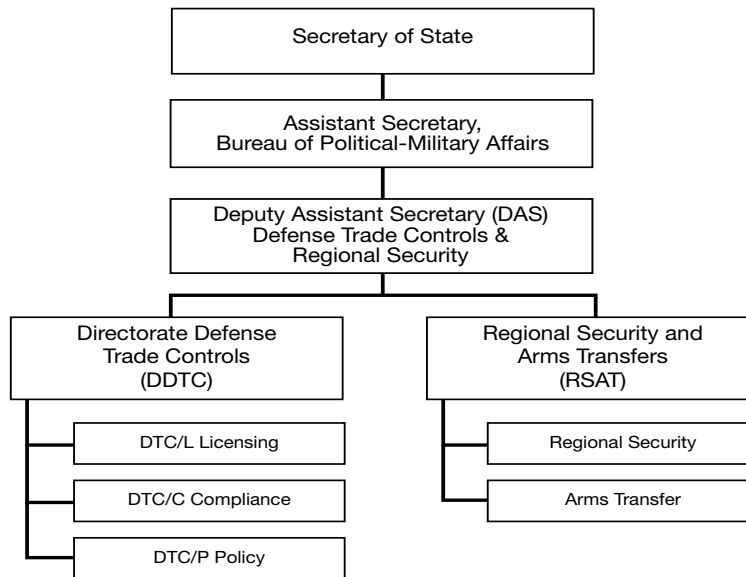 Secretary of State
Assistant Secretary,
Bureau of Political-Military Affairs
Deputy Assistant Secretary (DAS)
Defense Trade Controls &
Regional Security
Directorate Defense
Trade Controls
(DDTC)
DTC/L Licensing
DTC/C Compliance
DTC/P Policy
Regional Security and
Arms Transfers
(RSAT)
Regional Security
Arms Transfer